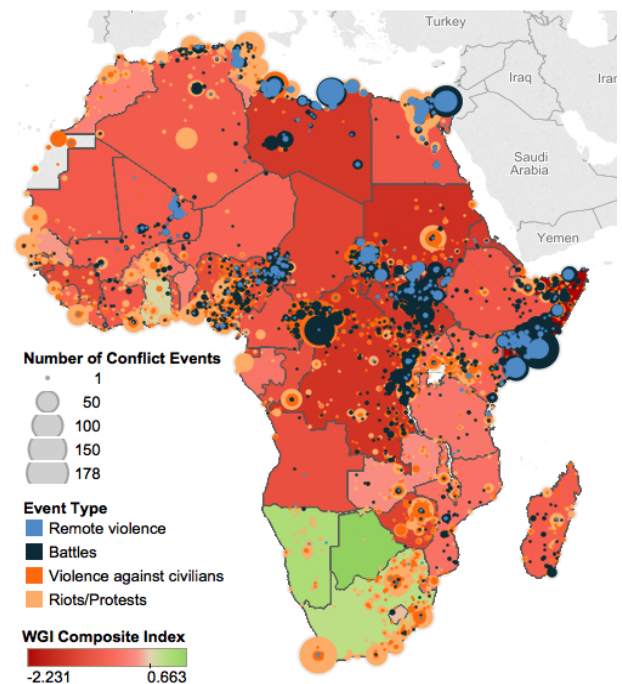 Turkey
Iraq
Iran
Saudi
Arabia
Yemen
Number of Conflict Events
1
50
100
150
178
Event Type
Remote violence
Battles
Violence against civilians
Riots/Protests
WGI Composite Index
-2.231 0.663